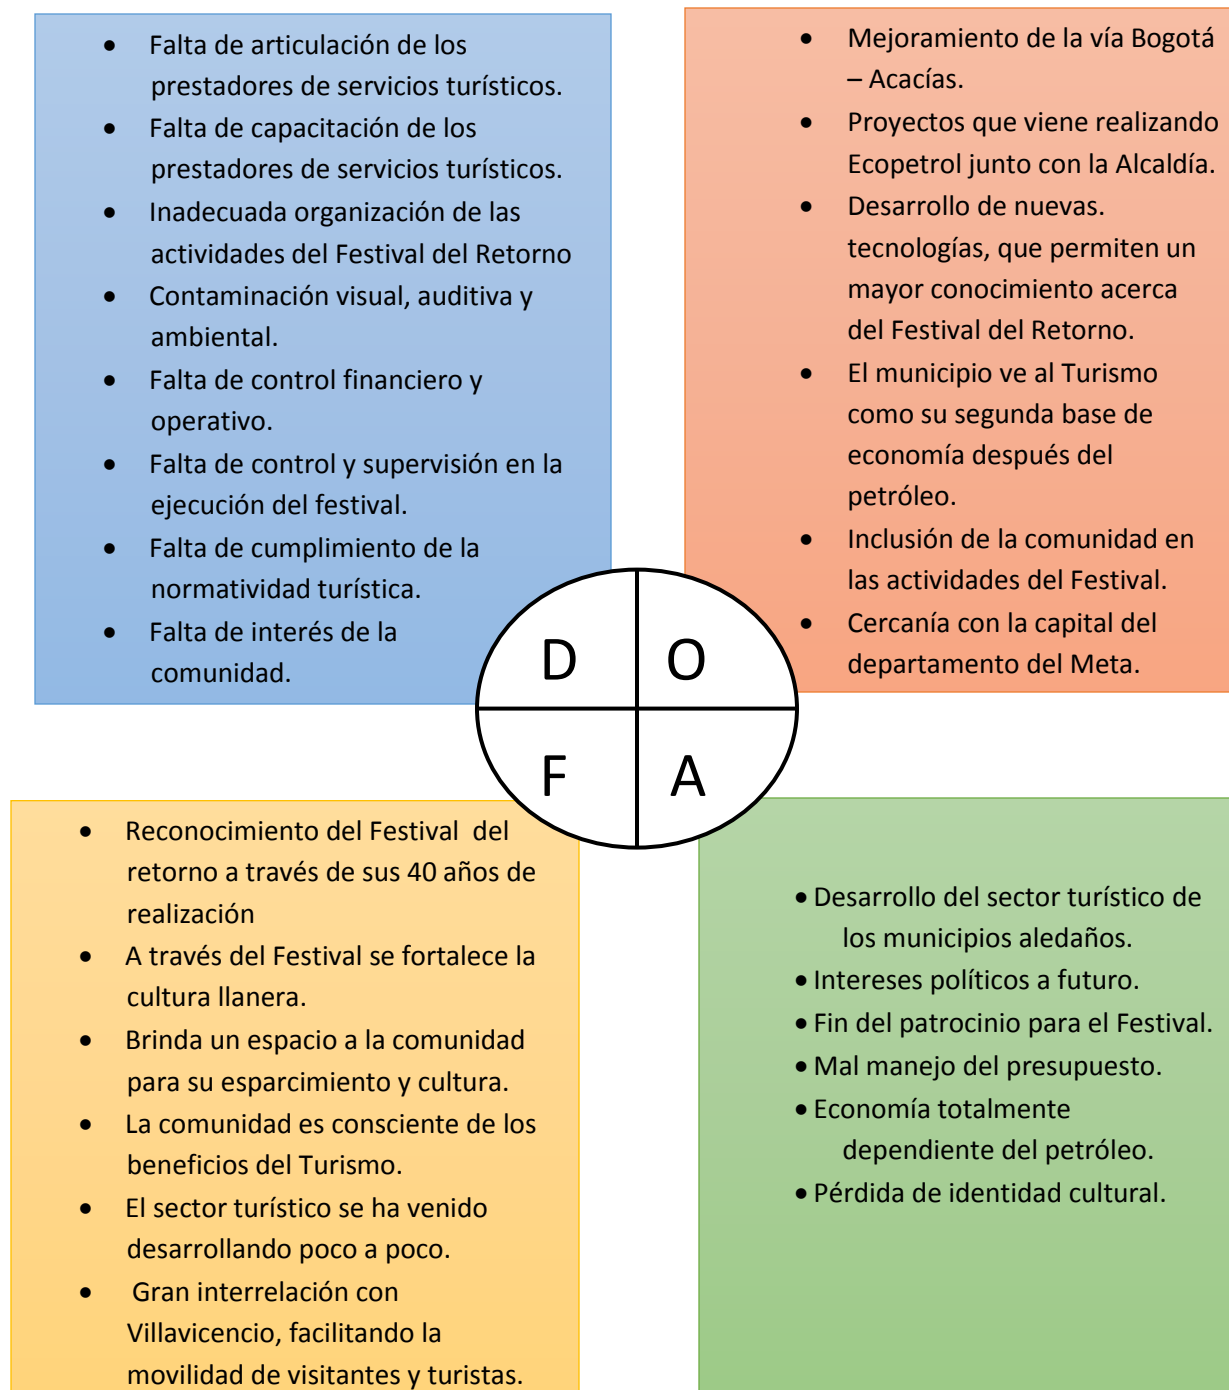 • Falta de articulación de los
prestadores de servicios turísticos.
• Falta de capacitación de los
prestadores de servicios turísticos.
• Inadecuada organización de las
actividades del Festival del Retorno
• Contaminación visual, auditiva y
ambiental.
• Falta de control financiero y
operativo.
• Falta de control y supervisión en la
ejecución del festival.
• Falta de cumplimiento de la
normatividad turística.
• Falta de interés de la
comunidad.
• Mejoramiento de la vía Bogotá
– Acacías.
• Proyectos que viene realizando
Ecopetrol junto con la Alcaldía.
• Desarrollo de nuevas.
tecnologías, que permiten un
mayor conocimiento acerca
del Festival del Retorno.
• El municipio ve al Turismo
como su segunda base de
economía después del
petróleo.
• Inclusión de la comunidad en
las actividades del Festival.
• Cercanía con la capital del
departamento del Meta.
D O
F A
• Reconocimiento del Festival del
retorno a través de sus 40 años de
realización
• A través del Festival se fortalece la
cultura llanera.
• Brinda un espacio a la comunidad
para su esparcimiento y cultura.
• La comunidad es consciente de los
beneficios del Turismo.
• El sector turístico se ha venido
desarrollando poco a poco.
• Gran interrelación con
Villavicencio, facilitando la
movilidad de visitantes y turistas.
• Desarrollo del sector turístico de
los municipios aledaños.
• Intereses políticos a futuro.
• Fin del patrocinio para el Festival.
• Mal manejo del presupuesto.
• Economía totalmente
dependiente del petróleo.
• Pérdida de identidad cultural.